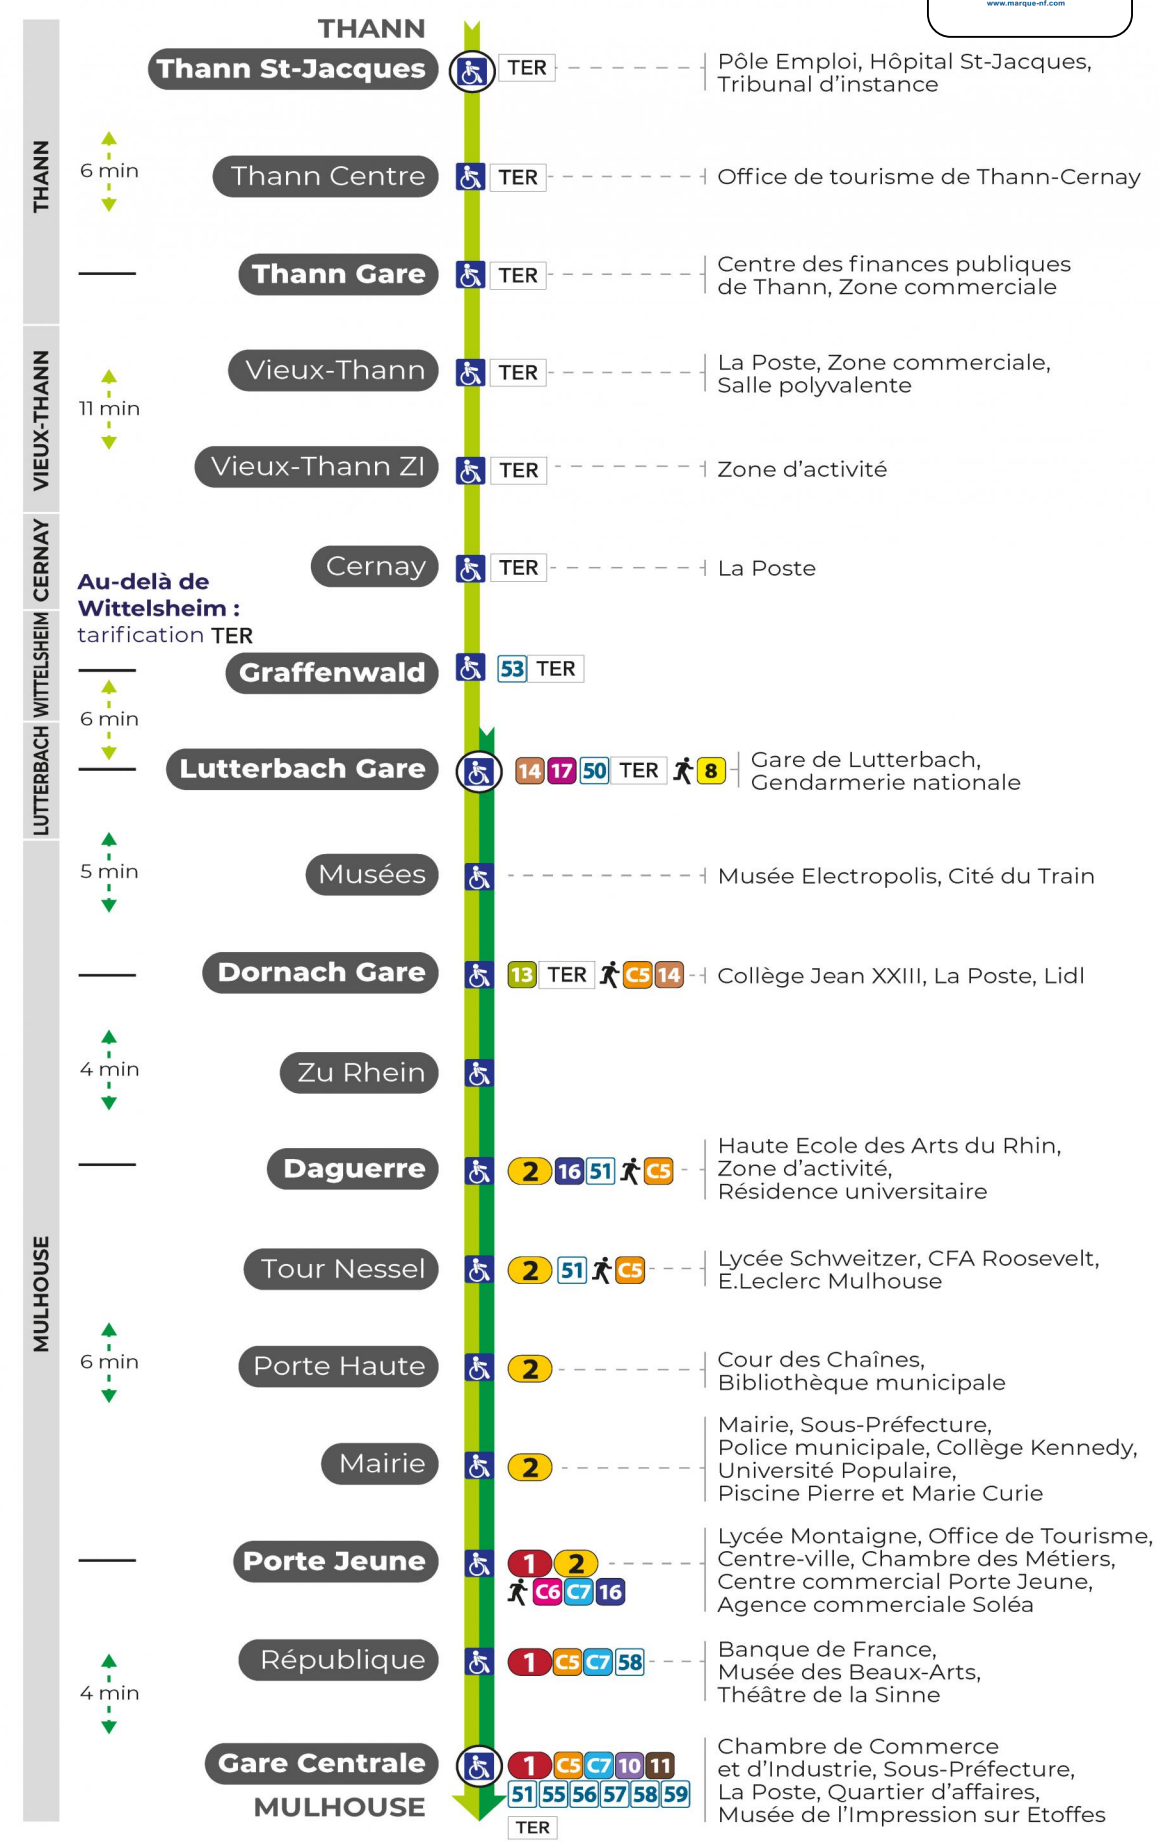 www.marque-nf.com
THANN
Thann St-Jacques
TER
Pôle Emploi, Hôpital St-Jacques,
Tribunal d'instance
THANN
6 min
Thann Centre
TER
Office de tourisme de Thann-Cernay
Thann Gare
TER
Centre des finances publiques
de Thann, Zone commerciale
VIEUX-THANN
Vieux-Thann
TER
La Poste, Zone commerciale,
Salle polyvalente
11 min
Vieux-Thann ZI
TER
Zone d'activité
CERNAY
Cernay
TER
La Poste
Au-delà de
Wittelsheim :
tarification TER
WITTELSHEIM
Graffenwald
53 TER
6 min
LUTTERBACH
Lutterbach Gare
14 17 50 TER 8
Gare de Lutterbach,
Gendarmerie nationale
MULHOUSE
5 min
Musées
Musée Electropolis, Cité du Train
Dornach Gare
13 TER C5 14
Collège Jean XXIII, La Poste, Lidl
4 min
Zu Rhein
Daguerre
2 16 51 C5
Haute Ecole des Arts du Rhin,
Zone d'activité,
Résidence universitaire
Tour Nessel
2 51 C5
Lycée Schweitzer, CFA Roosevelt,
E.Leclerc Mulhouse
6 min
Porte Haute
2
Cour des Chaînes,
Bibliothèque municipale
Mairie
2
Mairie, Sous-Préfecture,
Police municipale, Collège Kennedy,
Université Populaire,
Piscine Pierre et Marie Curie
Porte Jeune
1 2
C6 C7 16
Lycée Montaigne, Office de Tourisme,
Centre-ville, Chambre des Métiers,
Centre commercial Porte Jeune,
Agence commerciale Soléa
République
1 C5 C7 58
Banque de France,
Musée des Beaux-Arts,
Théâtre de la Sinne
4 min
Gare Centrale
1 C5 C7 10 11
51 55 56 57 58 59
TER
Chambre de Commerce
et d'Industrie, Sous-Préfecture,
La Poste, Quartier d'affaires,
Musée de l'Impression sur Etoffes
MULHOUSE